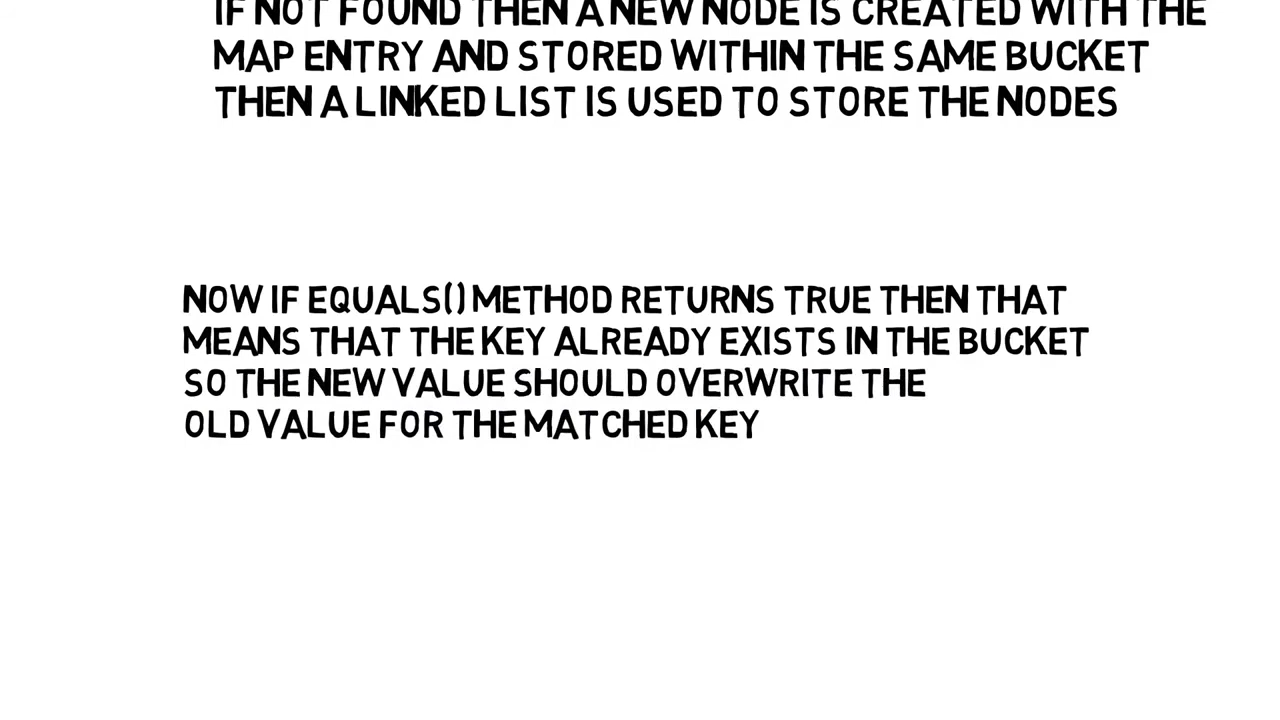 IF NOT FOUND THEN A NEW NODE IS CREATED WITH THE
MAP ENTRY AND STORED WITHIN THE SAME BUCKET
THEN A LINKED LIST IS USED TO STORE THE NODES
NOW IF EQUALS() METHOD RETURNS TRUE THEN THAT
MEANS THAT THE KEY ALREADY EXISTS IN THE BUCKET
SO THE NEW VALUE SHOULD OVERWRITE THE
OLD VALUE FOR THE MATCHED KEY